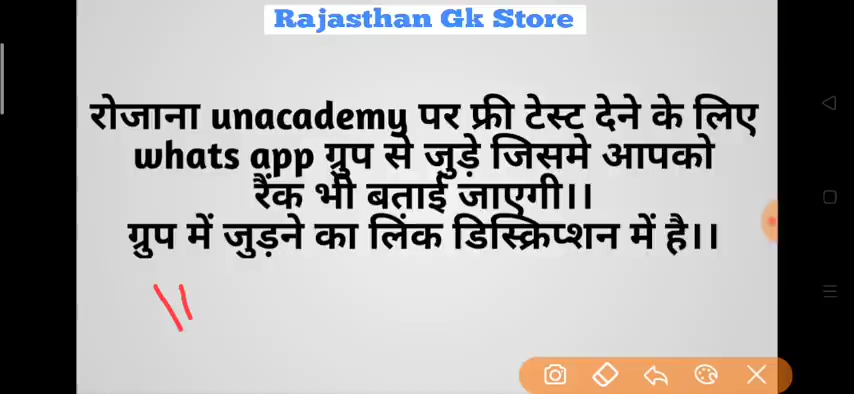 Rajasthan Gk Store
रोजाना unacademy पर फ्री टेस्ट देने के लिए
whats app ग्रुप से जुड़े जिसमे आपको
रैंक भी बताई जाएगी।।
ग्रुप में जुड़ने का लिंक डिस्क्रिप्शन में है।।